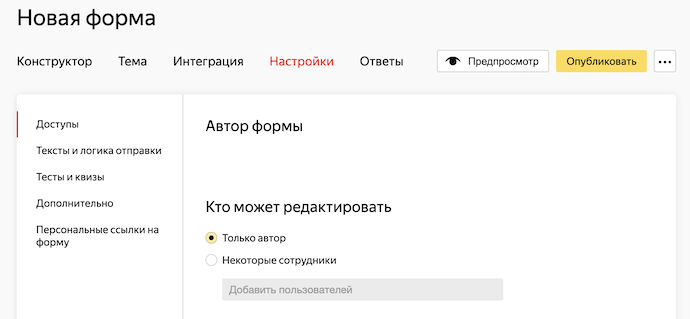 Новая форма
Конструктор Тема Интеграция Настройки Ответы Предпросмотр Опубликовать
Доступы
Тексты и логика отправки
Тесты и квизы
Дополнительно
Персональные ссылки на
форму
Автор формы
Кто может редактировать
Только автор
Некоторые сотрудники
Добавить пользователей